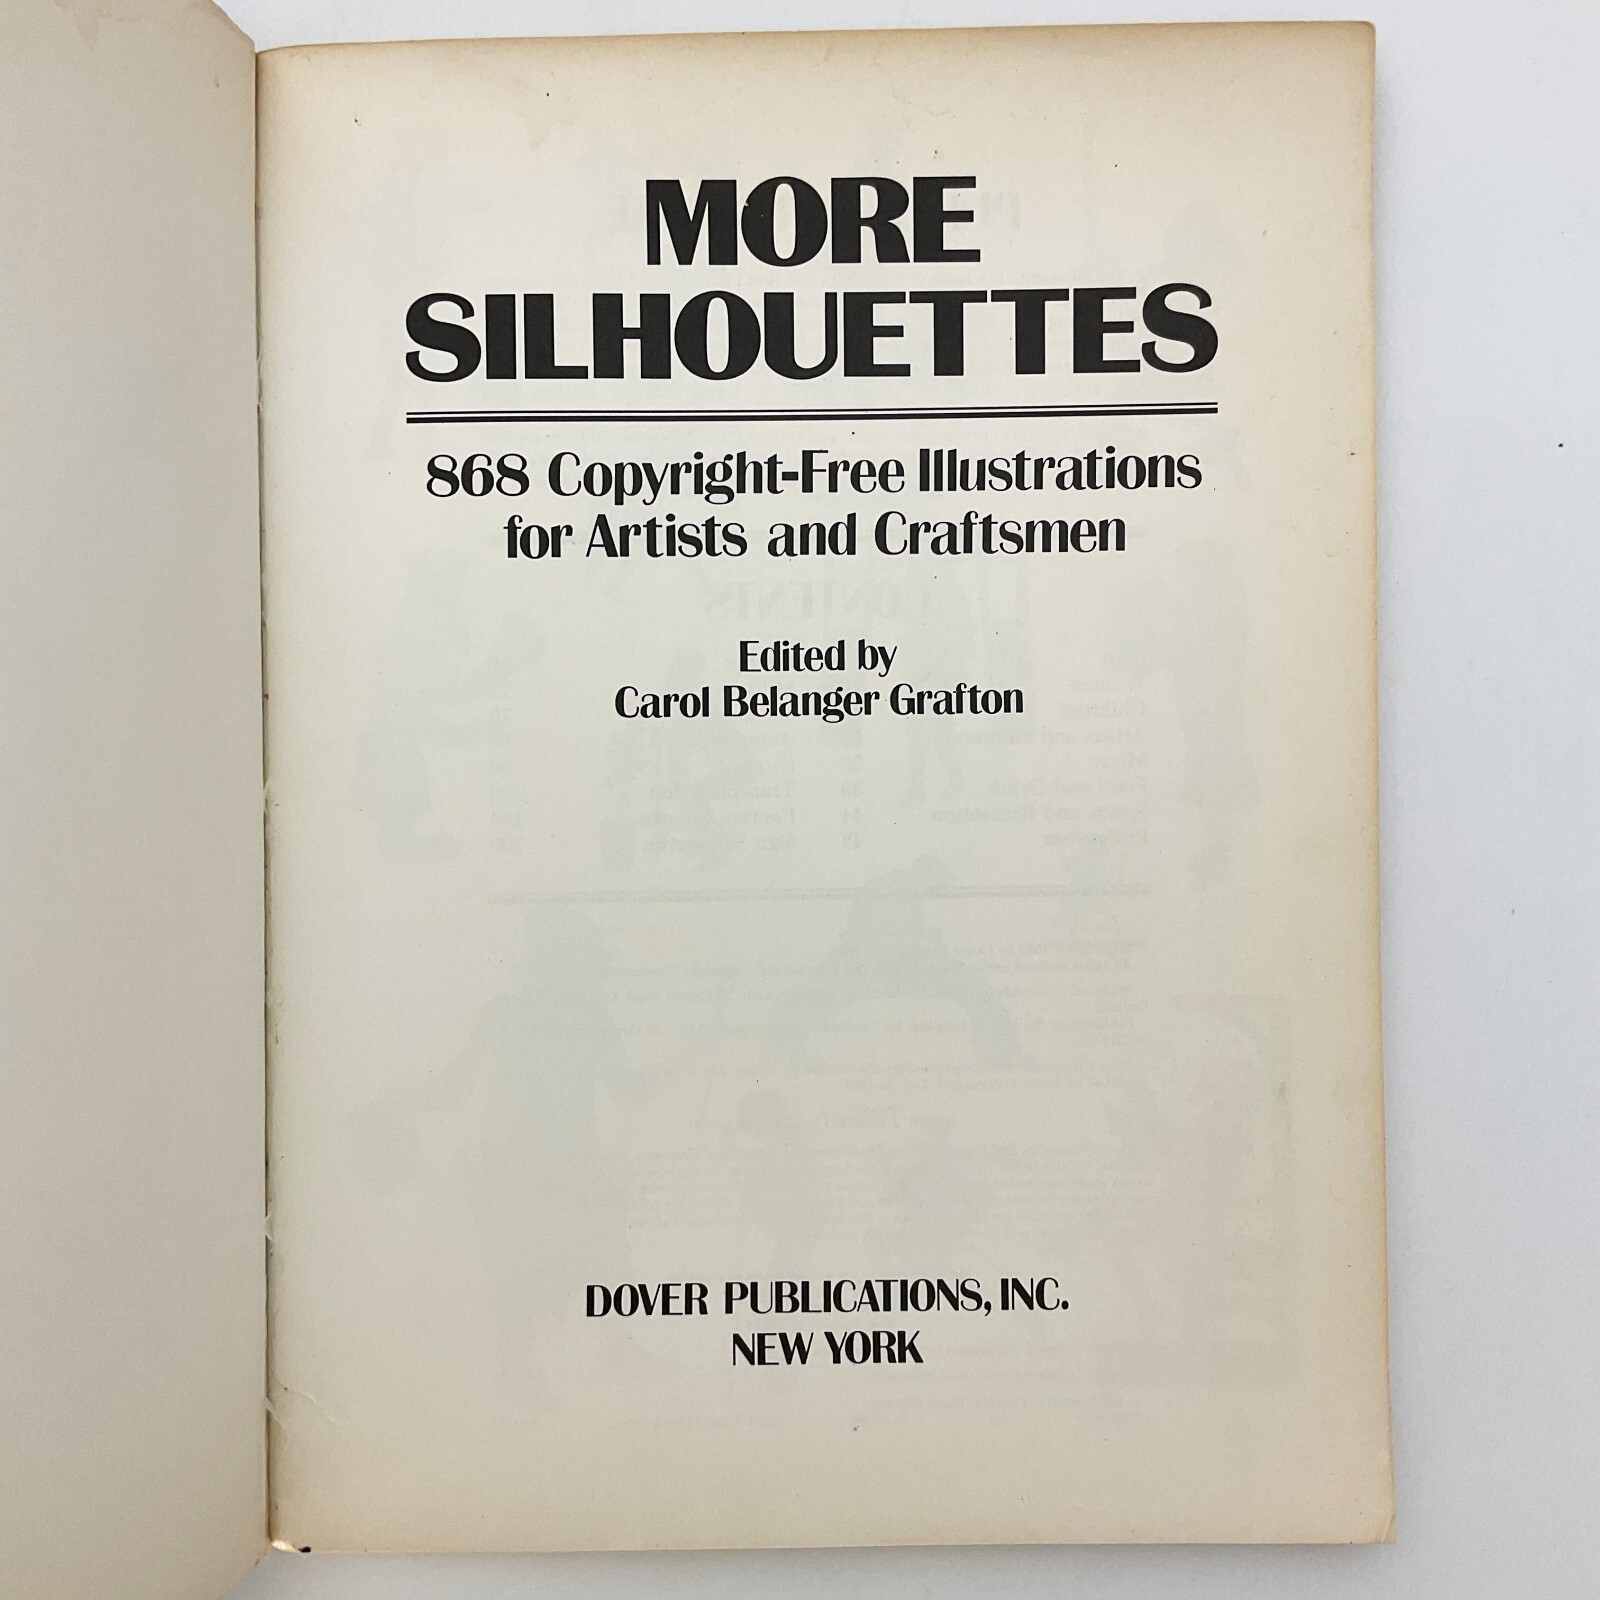 MORE
SILHOUETTES
868 Copyright-Free Illustrations
for Artists and Craftsmen
Edited by
Carol Belanger Grafton
DOVER PUBLICATIONS, INC.
NEW YORK